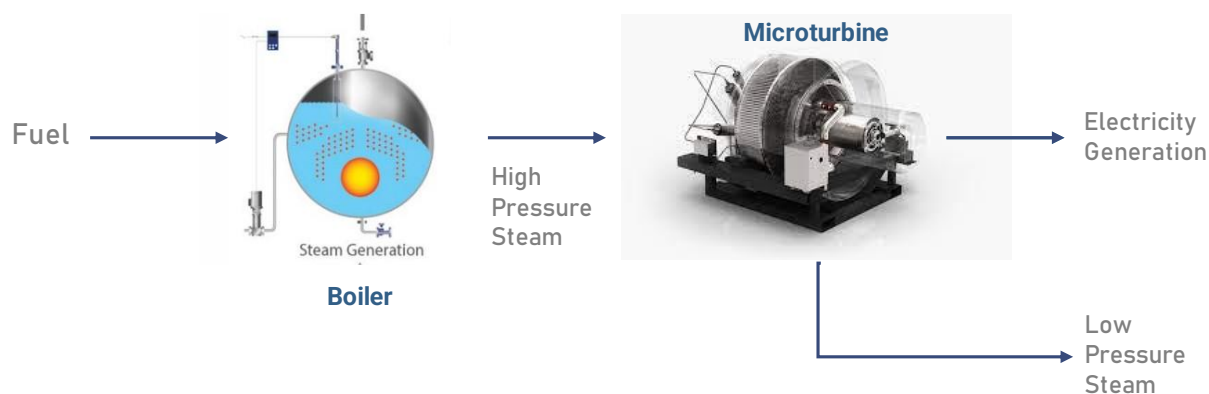 Microturbine
Fuel
High
Pressure
Steam
Electricity
Generation
Steam Generation
Boiler
Low
Pressure
Steam